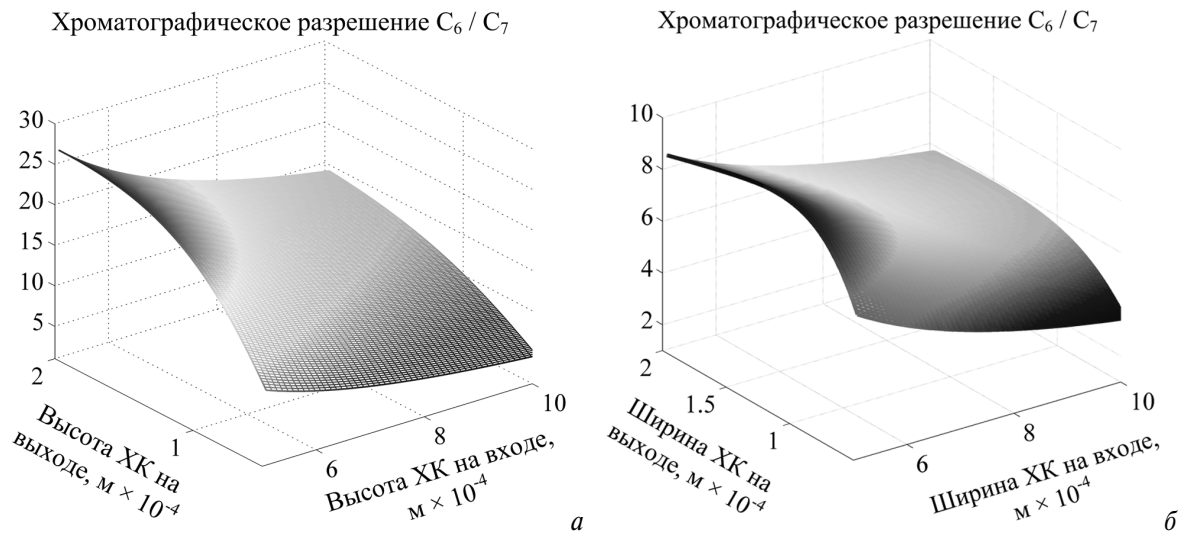 Хроматографическое разрешение C₆ / C₇
30
25
20
15
10
5
2
1
6
8
10
Высота ХК на
выходе, м × 10⁻⁴
Высота ХК на входе,
м × 10⁻⁴
а
Хроматографическое разрешение C₆ / C₇
10
8
6
4
2
2
1.5
1
6
8
10
Ширина ХК на
выходе, м × 10⁻⁴
Ширина ХК на входе,
м × 10⁻⁴
б